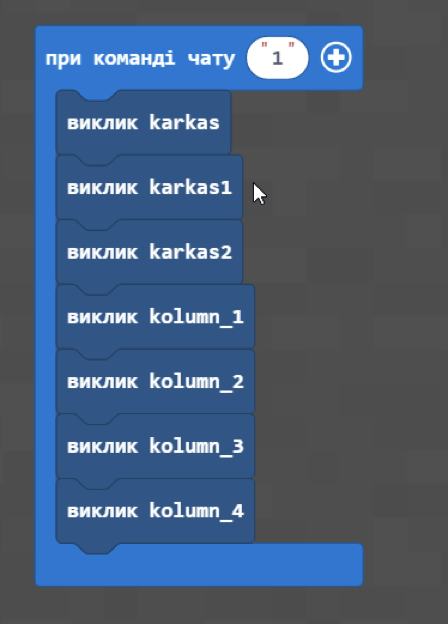 при команді чату "1"
виклик karkas
виклик karkas1
виклик karkas2
виклик kolumn_1
виклик kolumn_2
виклик kolumn_3
виклик kolumn_4